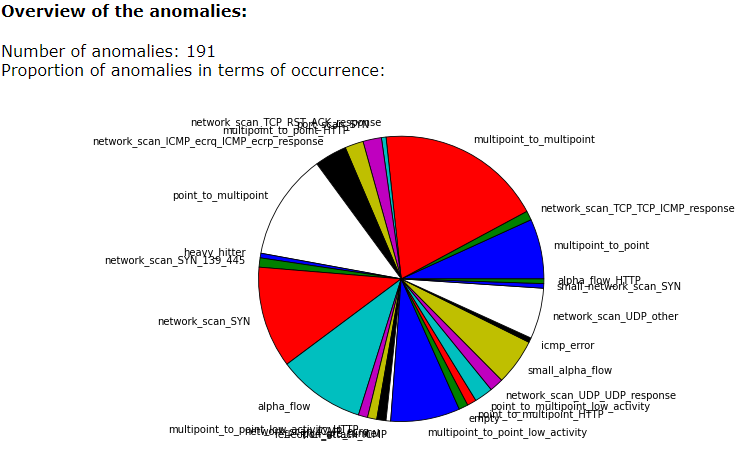 Overview of the anomalies:
Number of anomalies: 191
Proportion of anomalies in terms of occurrence:
network_scan_TCP_RST_ACK_response
multipoint_to_point_HTTP
network_scan_ICMP_ecrq_ICMP_ecrp_response
multipoint_to_multipoint
point_to_multipoint
network_scan_TCP_TCP_ICMP_response
multipoint_to_point
heavy_hitter
network_scan_SYN_139_445
alpha_flow_HTTP
small_network_scan_SYN
network_scan_UDP_other
network_scan_SYN
icmp_error
small_alpha_flow
network_scan_UDP_UDP_response
alpha_flow
point_to_multipoint_low_activity
point_to_multipoint_HTTP
empty
multipoint_to_point_low_activity_HTTP
multipoint_to_point_low_activity